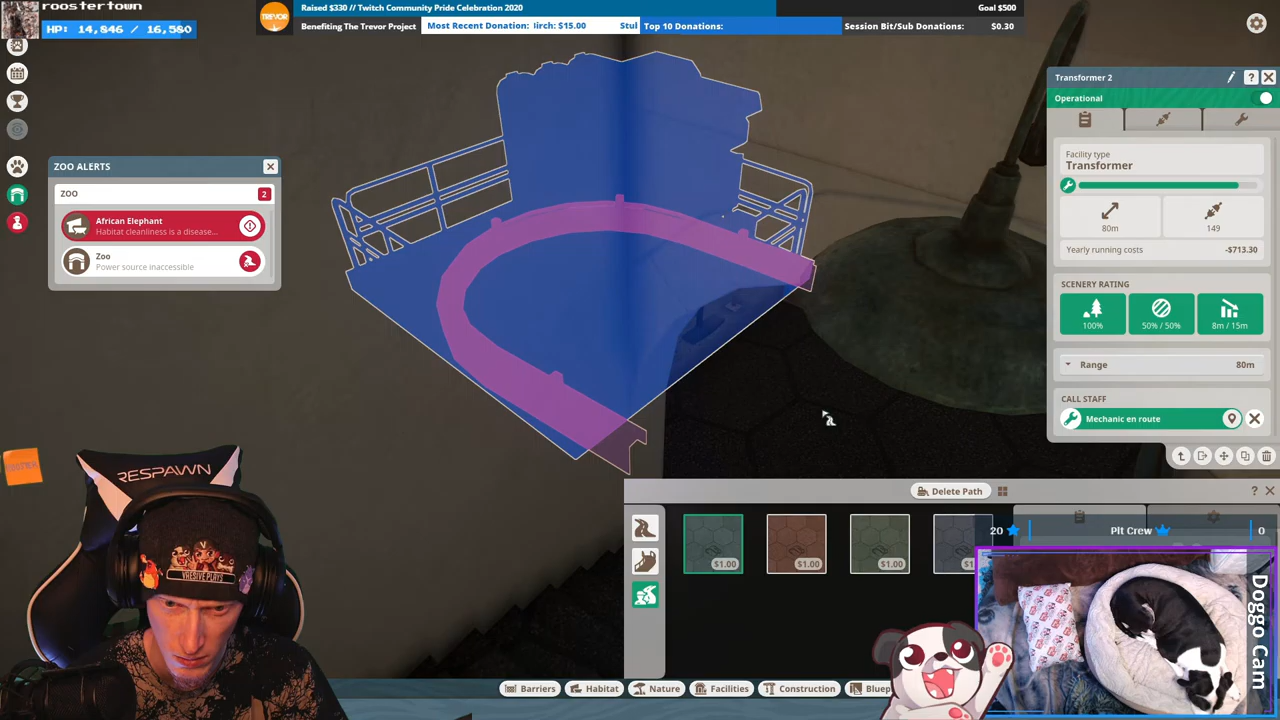 roostertown
HP: 14,846 / 16,580
TREVOR
Raised $330 // Twitch Community Pride Celebration 2020
Goal $500
Benefiting The Trevor Project
Most Recent Donation:
irch: $15.00
Stul
Top 10 Donations:
Session Bit/Sub Donations:
$0.30
ZOO ALERTS
ZOO
2
African Elephant
Habitat cleanliness is a disease...
Zoo
Power source inaccessible
Transformer 2
?
Operational
Facility type
Transformer
80m
149
Yearly running costs
-$713.30
SCENERY RATING
100%
50% / 50%
8m / 15m
Range
80m
CALL STAFF
Mechanic en route
Delete Path
?
$1.00
$1.00
$1.00
20
Pit Crew
0
Doggo Cam
RESPAWN
Barriers
Habitat
Nature
Facilities
Construction
Bluep